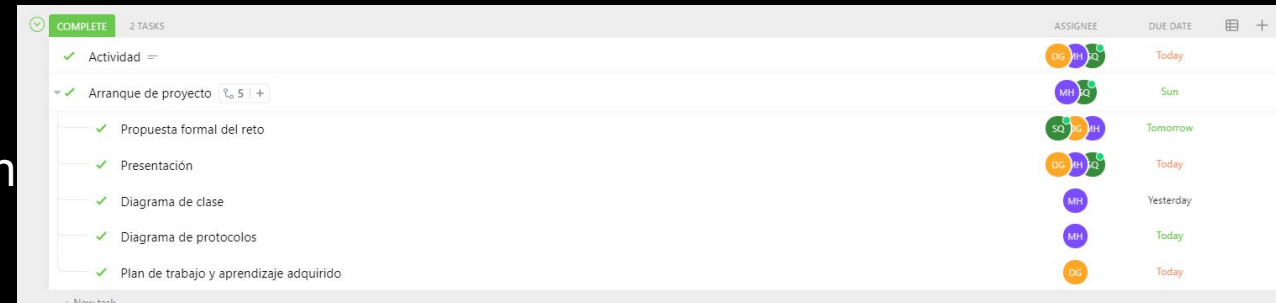 COMPLETE 2 TASKS ASSIGNEE DUE DATE
Actividad DG MH SQ Today
Arranque de proyecto 5 + MH SQ Sun
Propuesta formal del reto SQ DG MH Tomorrow
n
Presentación DG MH SQ Today
Diagrama de clase MH Yesterday
Diagrama de protocolos MH Today
Plan de trabajo y aprendizaje adquirido DG Today
+ New task